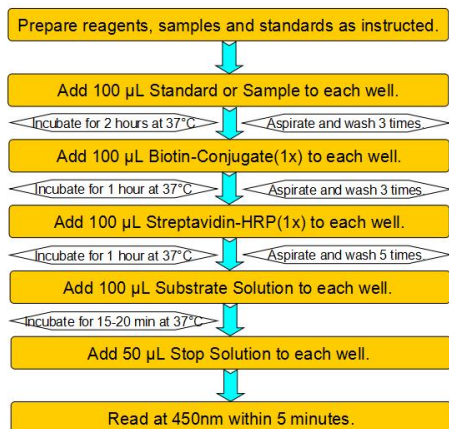 Prepare reagents, samples and standards as instructed.
Add 100 µL Standard or Sample to each well.
Incubate for 2 hours at 37°C
Aspirate and wash 3 times.
Add 100 µL Biotin-Conjugate(1x) to each well.
Incubate for 1 hour at 37°C
Aspirate and wash 3 times.
Add 100 µL Streptavidin-HRP(1x) to each well.
Incubate for 1 hour at 37°C
Aspirate and wash 5 times.
Add 100 µL Substrate Solution to each well.
Incubate for 15-20 min at 37°C
Add 50 µL Stop Solution to each well.
Read at 450nm within 5 minutes.